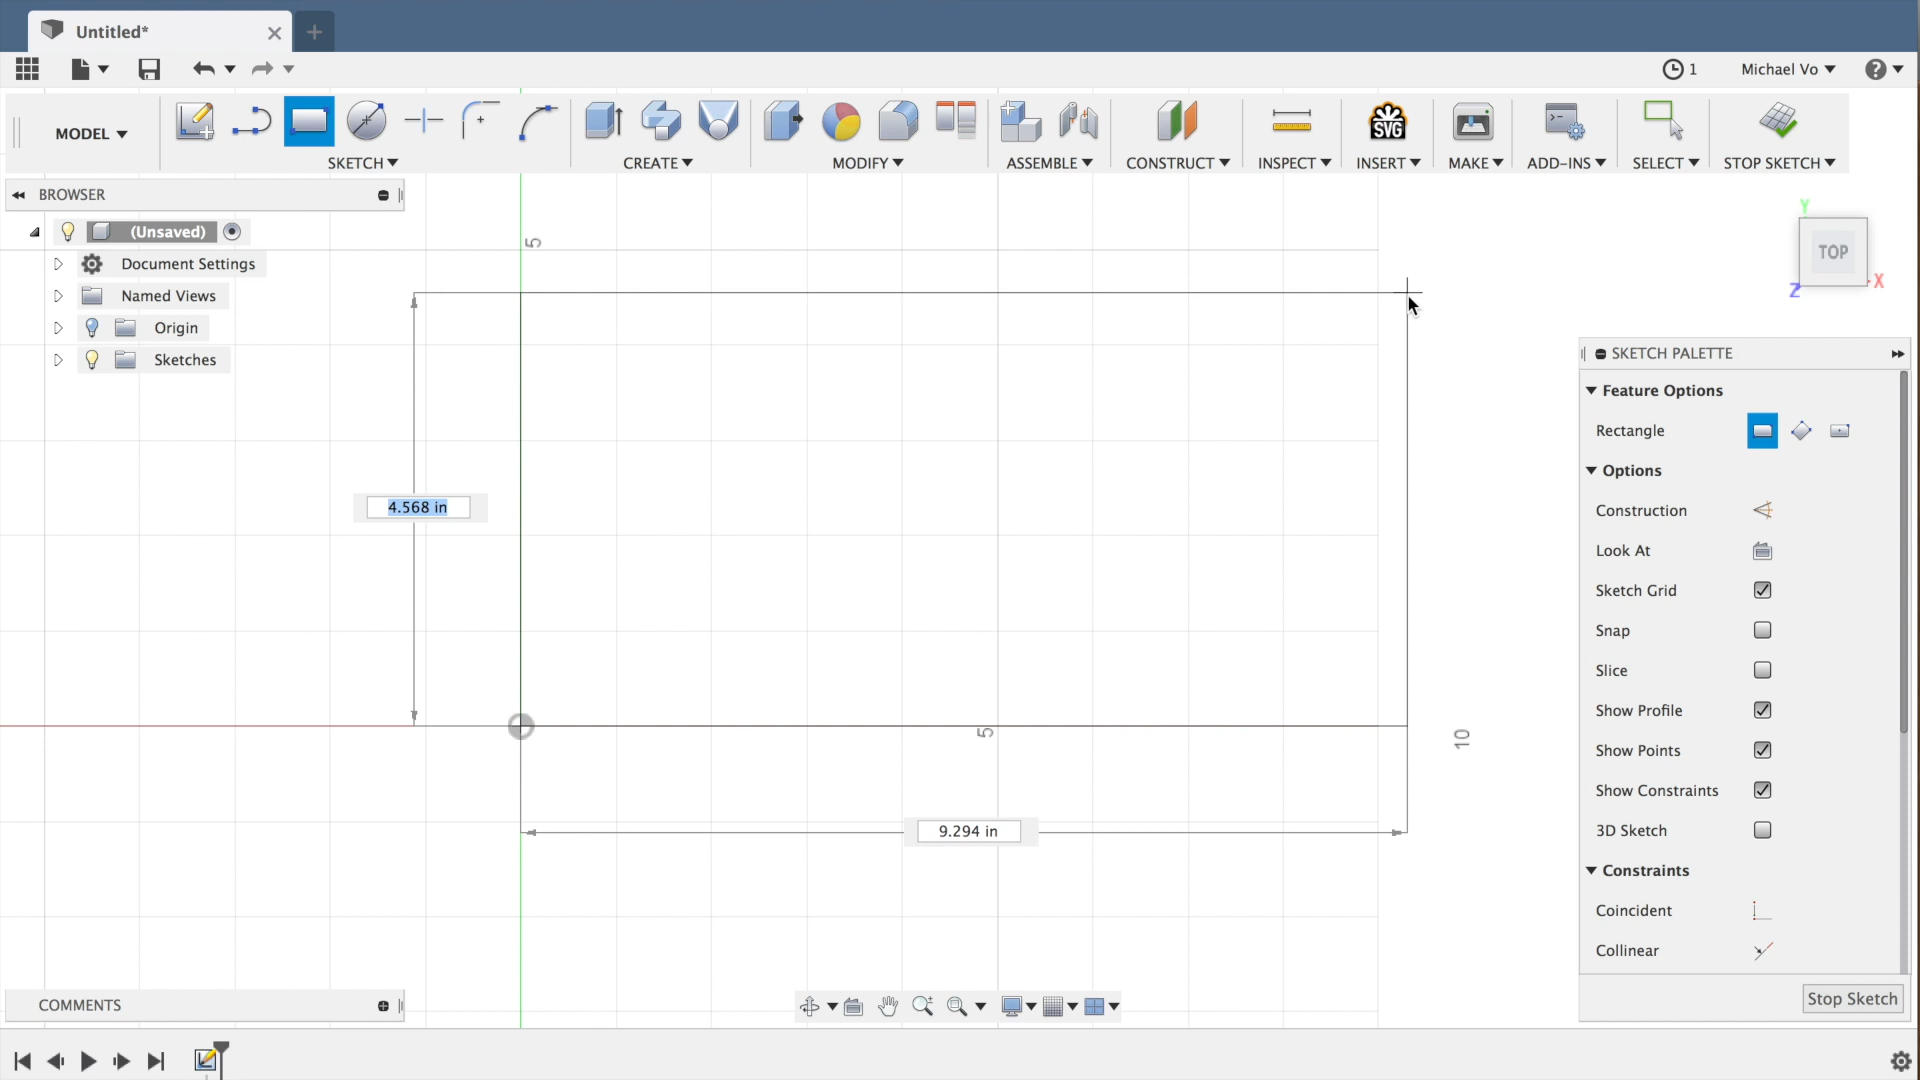 Untitled*
1
Michael Vo
?
MODEL
SKETCH
CREATE
MODIFY
ASSEMBLE
CONSTRUCT
INSPECT
SVG
INSERT
MAKE
ADD-INS
SELECT
STOP SKETCH
BROWSER
(Unsaved)
Document Settings
Named Views
Origin
Sketches
5
Y
TOP
X
Z
4.568 in
5
10
9.294 in
SKETCH PALETTE
Feature Options
Rectangle
Options
Construction
Look At
Sketch Grid
Snap
Slice
Show Profile
Show Points
Show Constraints
3D Sketch
Constraints
Coincident
Collinear
Stop Sketch
COMMENTS